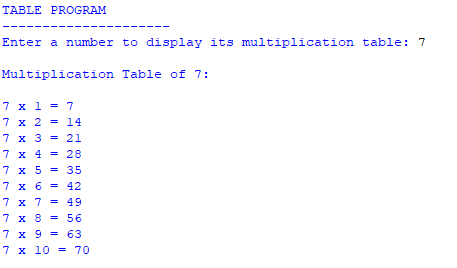 TABLE PROGRAM
---------------------
Enter a number to display its multiplication table: 7
Multiplication Table of 7:
7 x 1 = 7
7 x 2 = 14
7 x 3 = 21
7 x 4 = 28
7 x 5 = 35
7 x 6 = 42
7 x 7 = 49
7 x 8 = 56
7 x 9 = 63
7 x 10 = 70